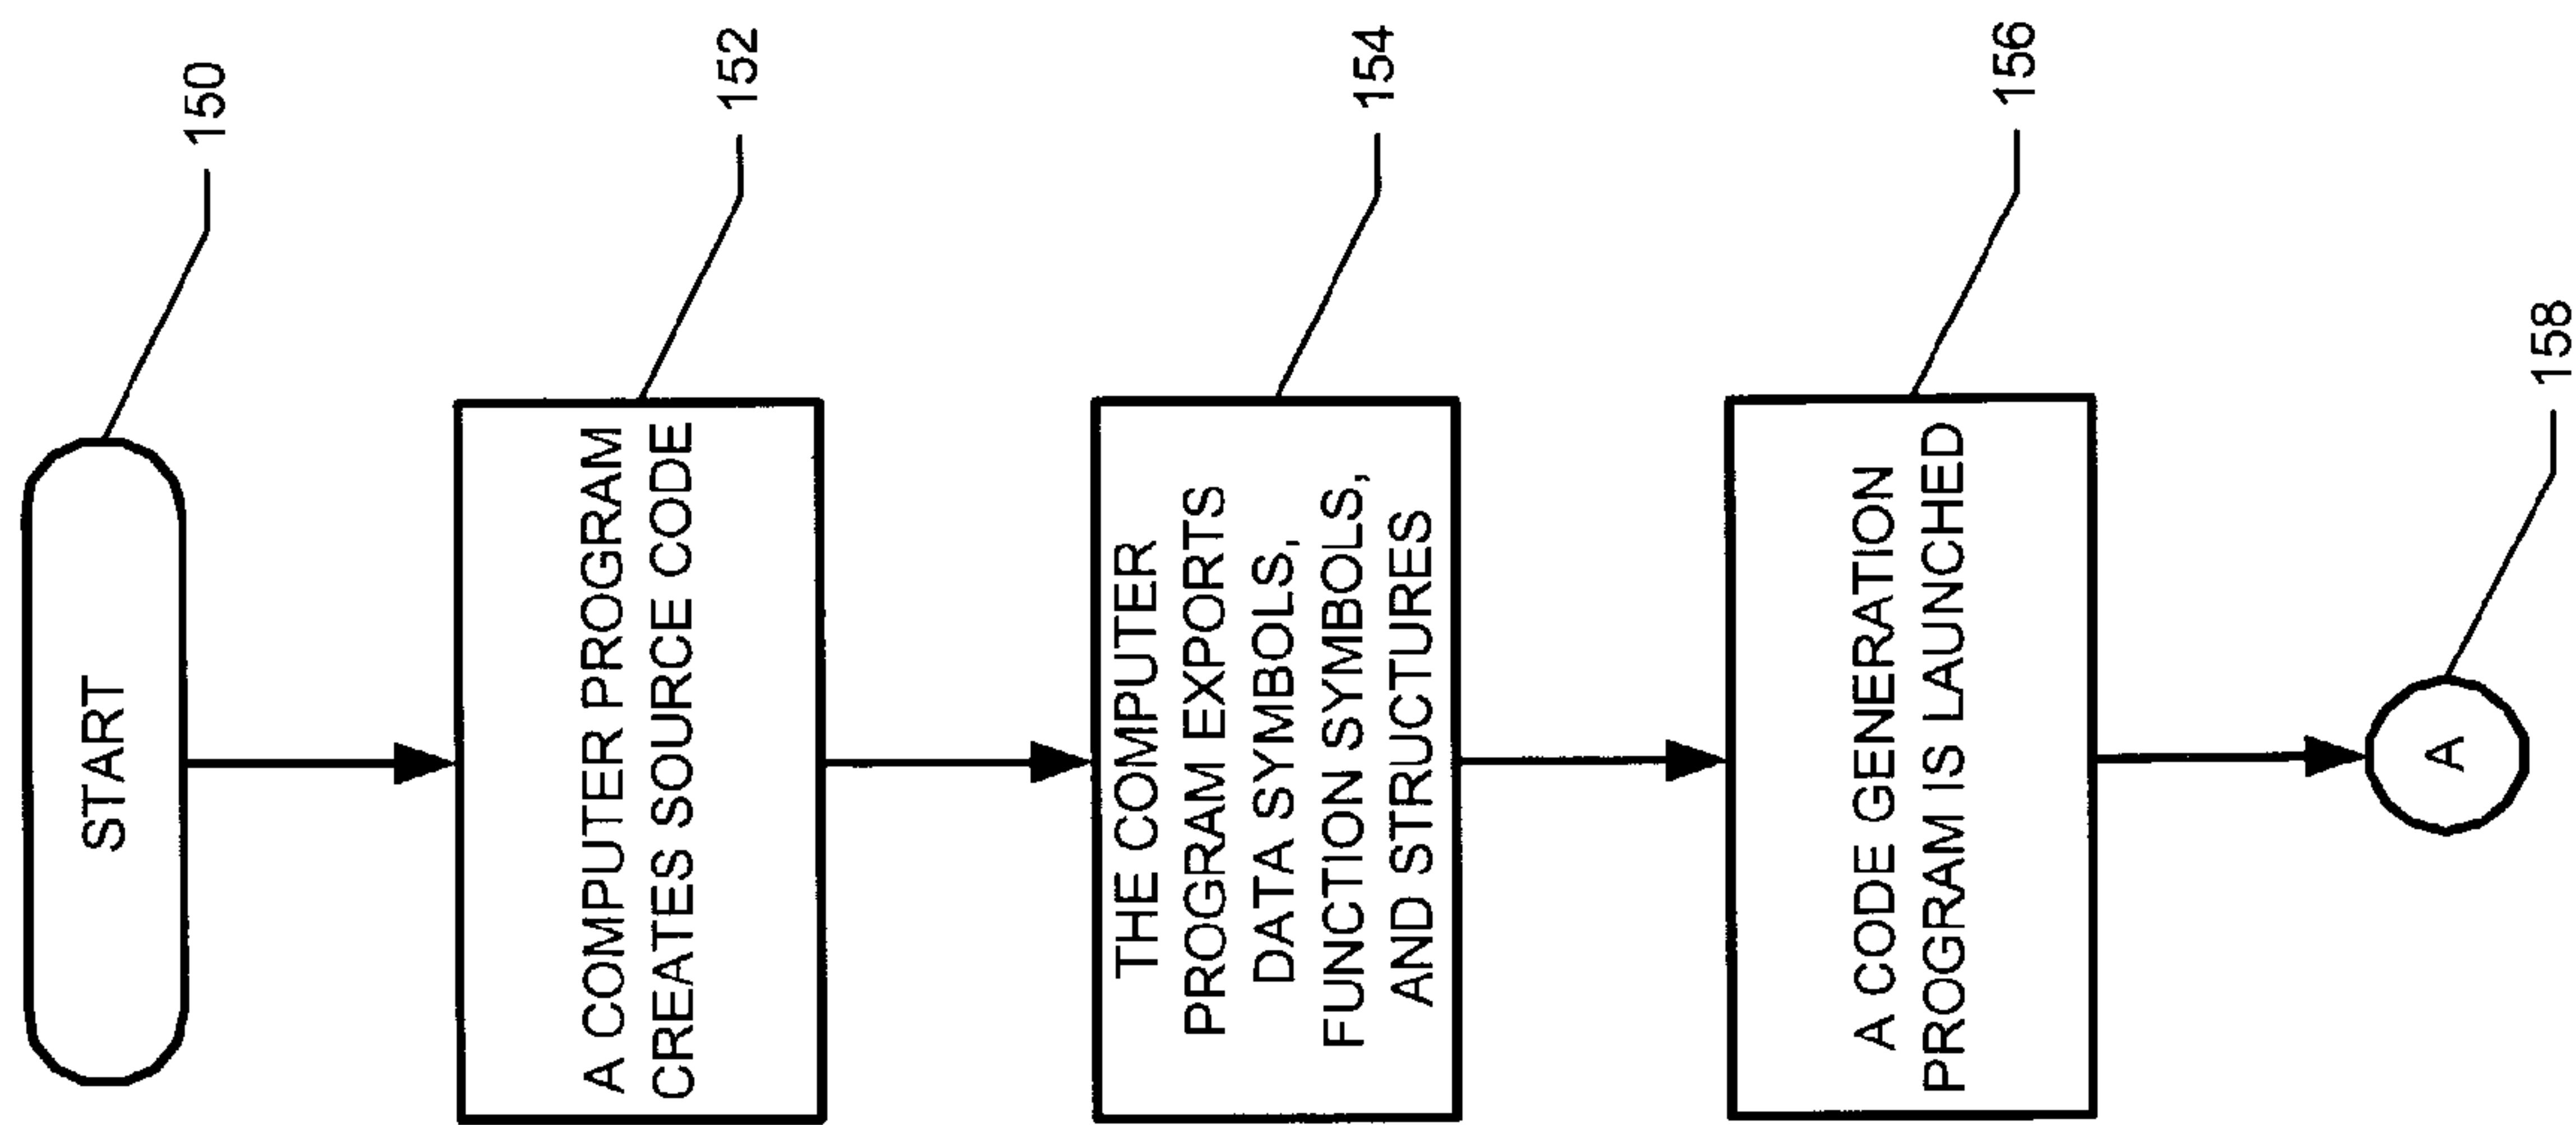 START
150
A COMPUTER PROGRAM
CREATES SOURCE CODE
152
THE COMPUTER
PROGRAM EXPORTS
DATA SYMBOLS,
FUNCTION SYMBOLS,
AND STRUCTURES
154
A CODE GENERATION
PROGRAM IS LAUNCHED
156
A
158